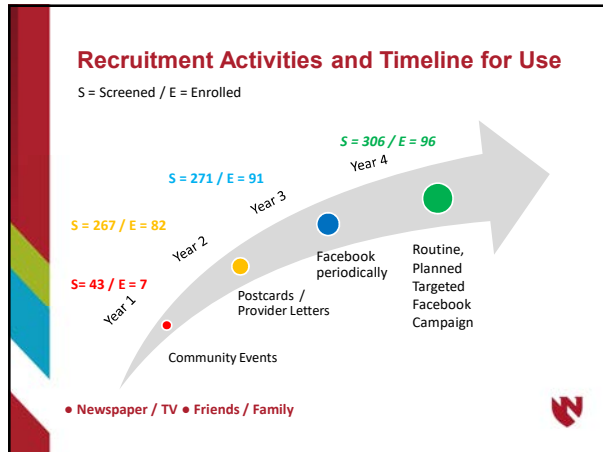 Recruitment Activities and Timeline for Use
S = Screened / E = Enrolled
S = 306 / E = 96
Year 4
S = 271 / E = 91
Year 3
S = 267 / E = 82
Year 2
S= 43 / E = 7
Year 1
Community Events
Postcards /
Provider Letters
Facebook
periodically
Routine,
Planned
Targeted
Facebook
Campaign
● Newspaper / TV ● Friends / Family
N